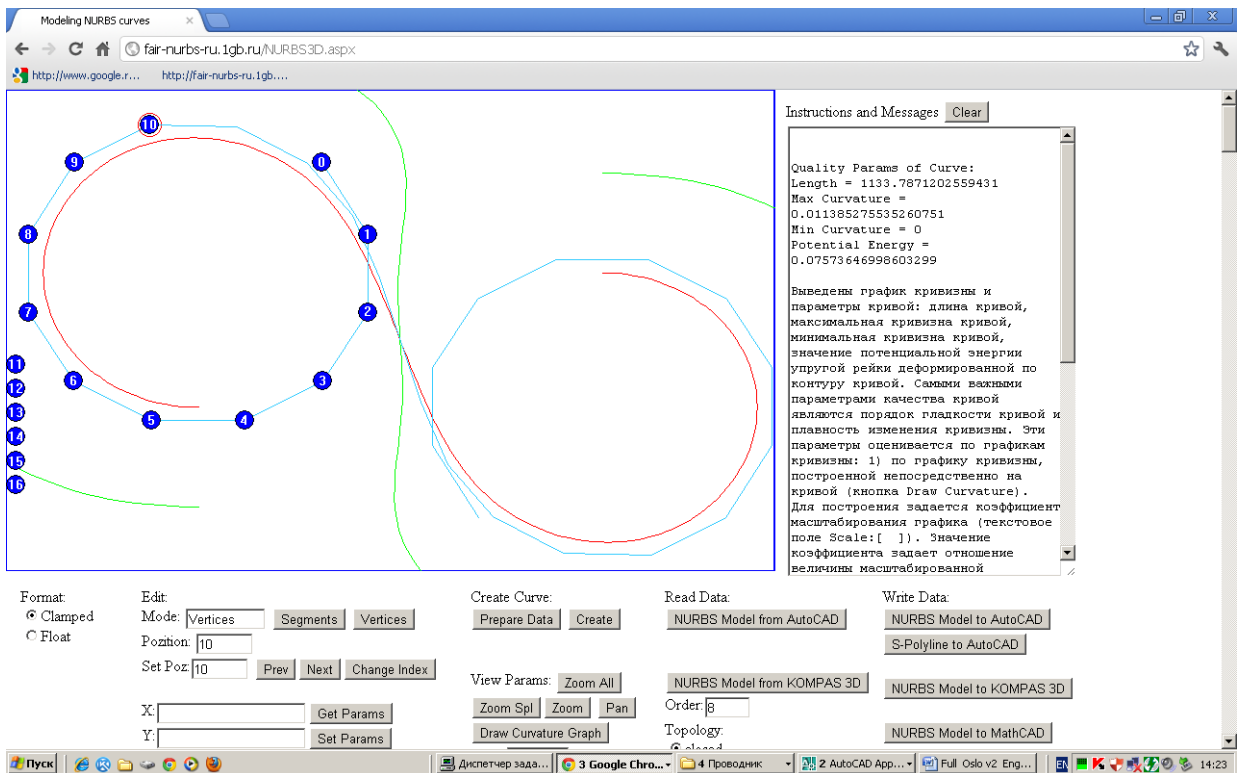 Modeling NURBS curves
fair-nurbs-ru.1gb.ru/NURBS3D.aspx
http://www.google.r... http://fair-nurbs-ru.1gb....
Instructions and Messages Clear
10
9
0
8
1
7
2
6
3
5
4
11
12
13
14
15
16
Quality Params of Curve:
Length = 1133.7871202559431
Max Curvature =
0.011385275535260751
Min Curvature = 0
Potential Energy =
0.07573646998603299
Выведены график кривизны и
параметры кривой: длина кривой,
максимальная кривизна кривой,
минимальная кривизна кривой,
значение потенциальной энергии
упругой рейки деформированной по
контуру кривой. Самыми важными
параметрами качества кривой
являются порядок гладкости кривой и
плавность изменения кривизны. Эти
параметры оценивается по графикам
кривизны: 1) по графику кривизны,
построенной непосредственно на
кривой (кнопка Draw Curvature).
Для построения задается коэффициент
масштабирования графика (текстовое
поле Scale:[ ]). Значение
коэффициента задает отношение
величины масштабированной
Format: Edit: Create Curve: Read Data: Write Data:
Clamped Mode: Vertices Segments Vertices Prepare Data Create NURBS Model from AutoCAD NURBS Model to AutoCAD
Float Pozition: 10 S-Polyline to AutoCAD
Set Poz: 10 Prev Next Change Index
View Params: Zoom All NURBS Model from KOMPAS 3D NURBS Model to KOMPAS 3D
X: Get Params Zoom Spl Zoom Pan Order: 8
Y: Set Params Draw Curvature Graph Topology: NURBS Model to MathCAD
closed
Пуск Диспетчер зада... 3 Google Chro... 4 Проводник 2 AutoCAD App... Full Oslo v2 Eng... EN 14:23